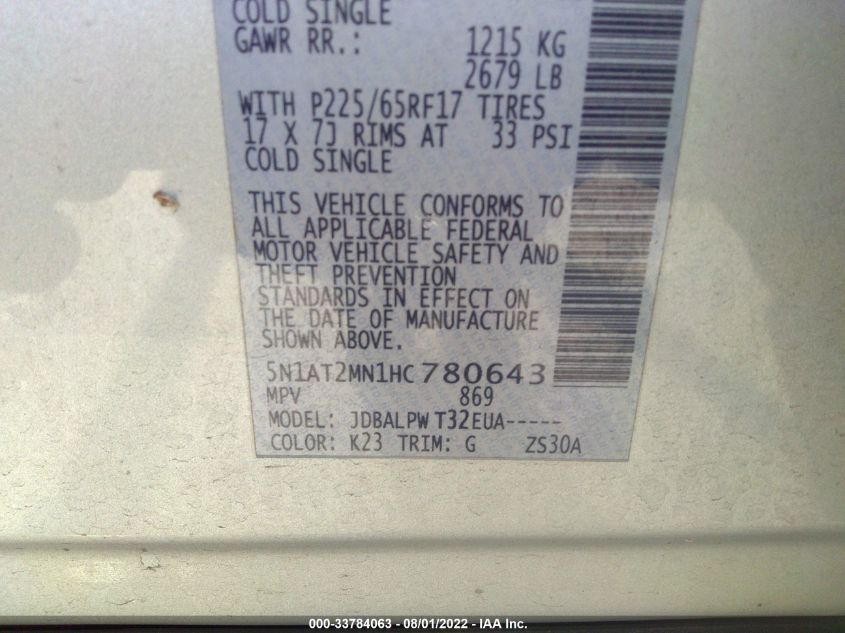 COLD SINGLE
GAWR RR.: 1215 KG
2679 LB
WITH P225/65RF17 TIRES
17 X 7J RIMS AT 33 PSI
COLD SINGLE
THIS VEHICLE CONFORMS TO
ALL APPLICABLE FEDERAL
MOTOR VEHICLE SAFETY AND
THEFT PREVENTION
STANDARDS IN EFFECT ON
THE DATE OF MANUFACTURE
SHOWN ABOVE.
5N1AT2MN1HC780643
MPV 869
MODEL: JDBALPW T32EUA-----
COLOR: K23 TRIM: G ZS30A
000-33784063 - 08/01/2022 - IAA Inc.